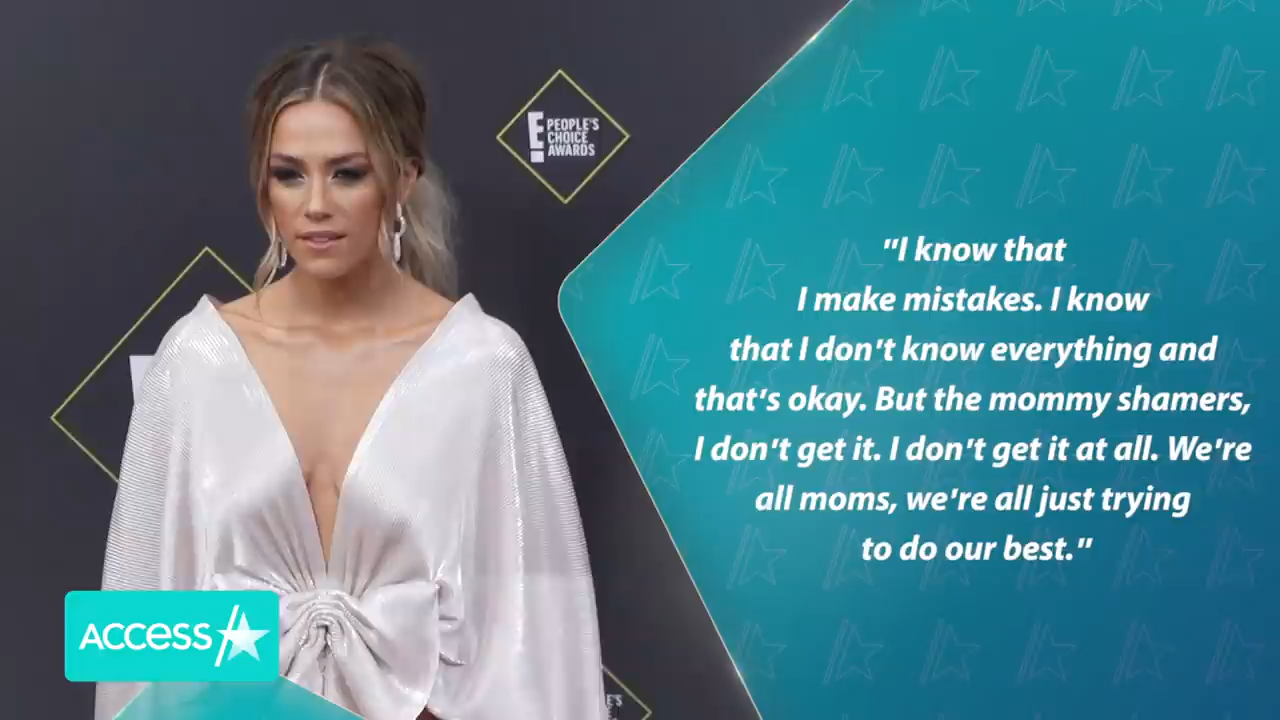 E! PEOPLE'S
CHOICE
AWARDS
"I know that
I make mistakes. I know
that I don't know everything and
that's okay. But the mommy shamers,
I don't get it. I don't get it at all. We're
all moms, we're all just trying
to do our best."
ACCESS